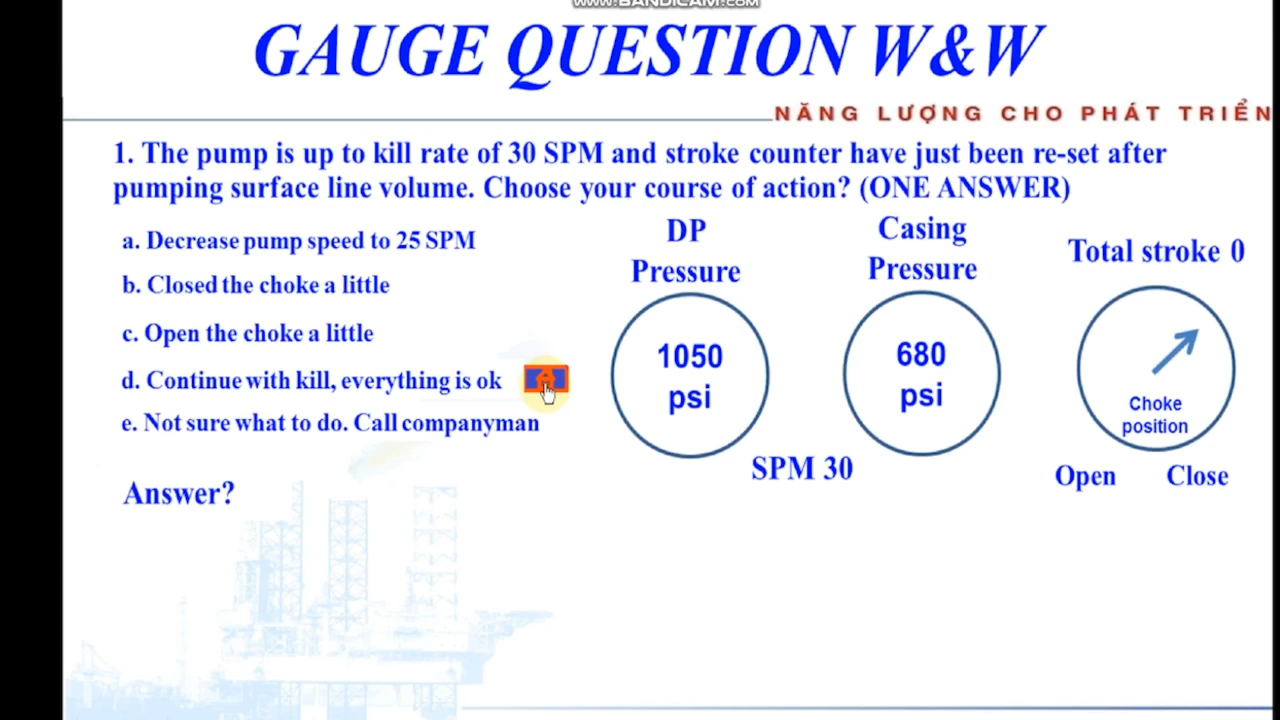 www.BANDICAM.com
GAUGE QUESTION W&W
NĂNG LƯỢNG CHO PHÁT TRIỂN
1. The pump is up to kill rate of 30 SPM and stroke counter have just been re-set after
pumping surface line volume. Choose your course of action? (ONE ANSWER)
a. Decrease pump speed to 25 SPM
b. Closed the choke a little
c. Open the choke a little
d. Continue with kill, everything is ok
e. Not sure what to do. Call companyman
Answer?
DP
Pressure
1050
psi
Casing
Pressure
680
psi
SPM 30
Total stroke 0
Choke
position
Open Close